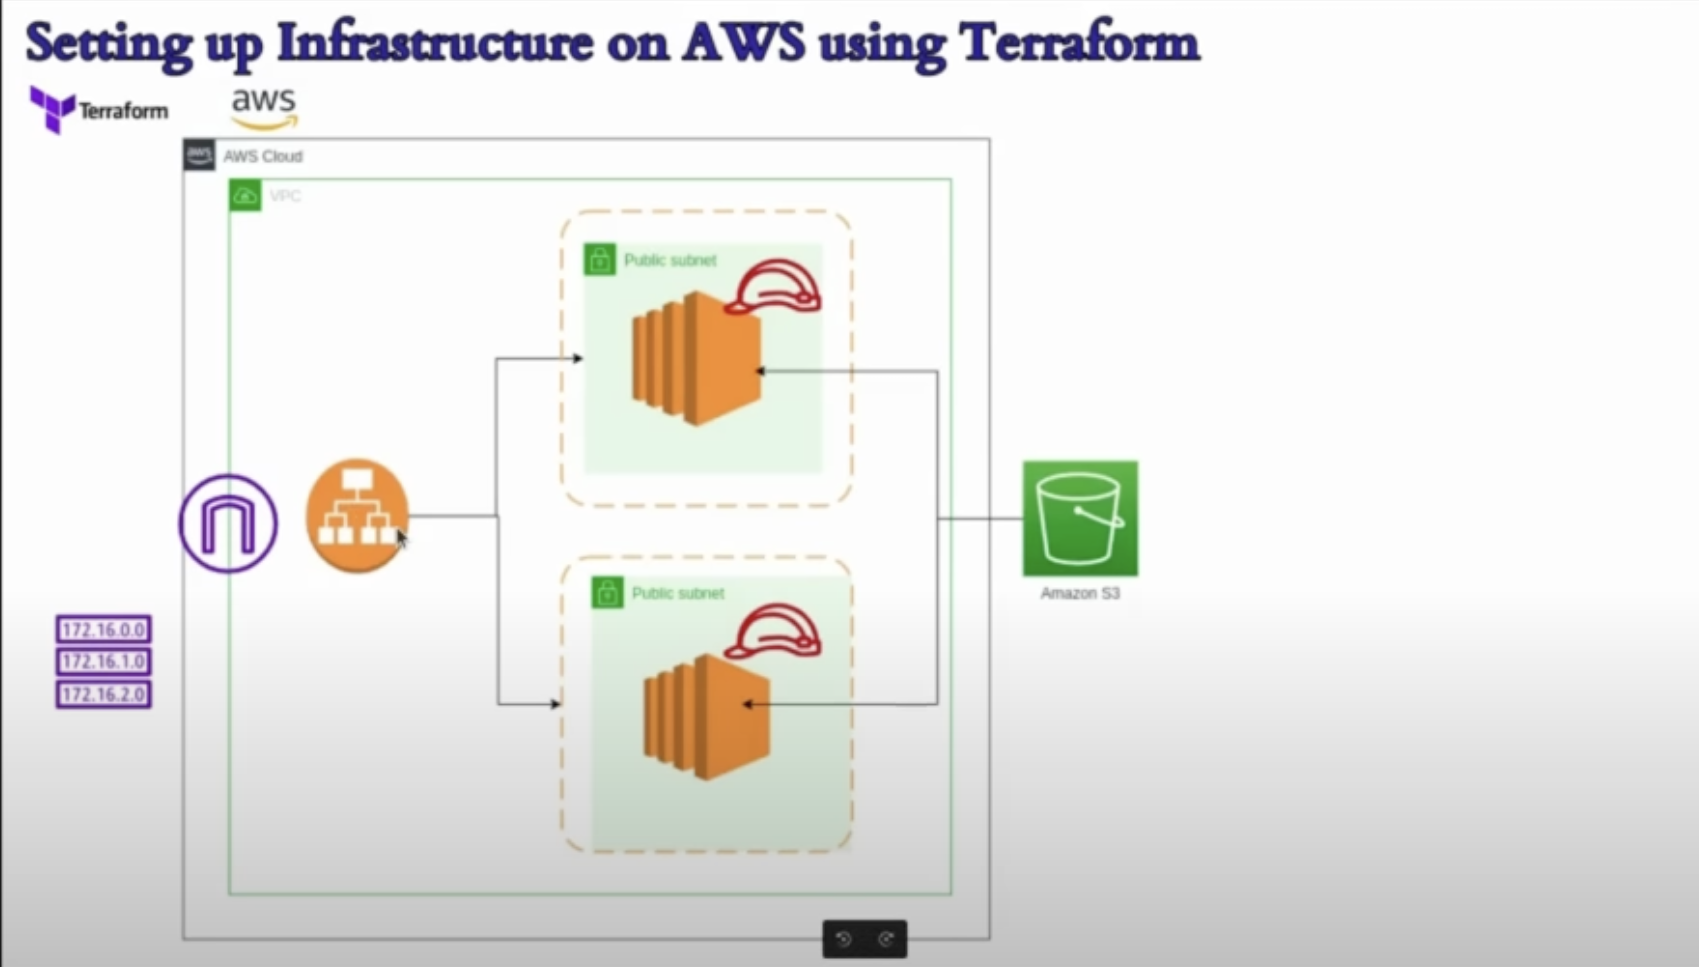 Setting up Infrastructure on AWS using Terraform
Terraform
aws
aws
AWS Cloud
VPC
Public subnet
Amazon S3
Public subnet
172.16.0.0
172.16.1.0
172.16.2.0